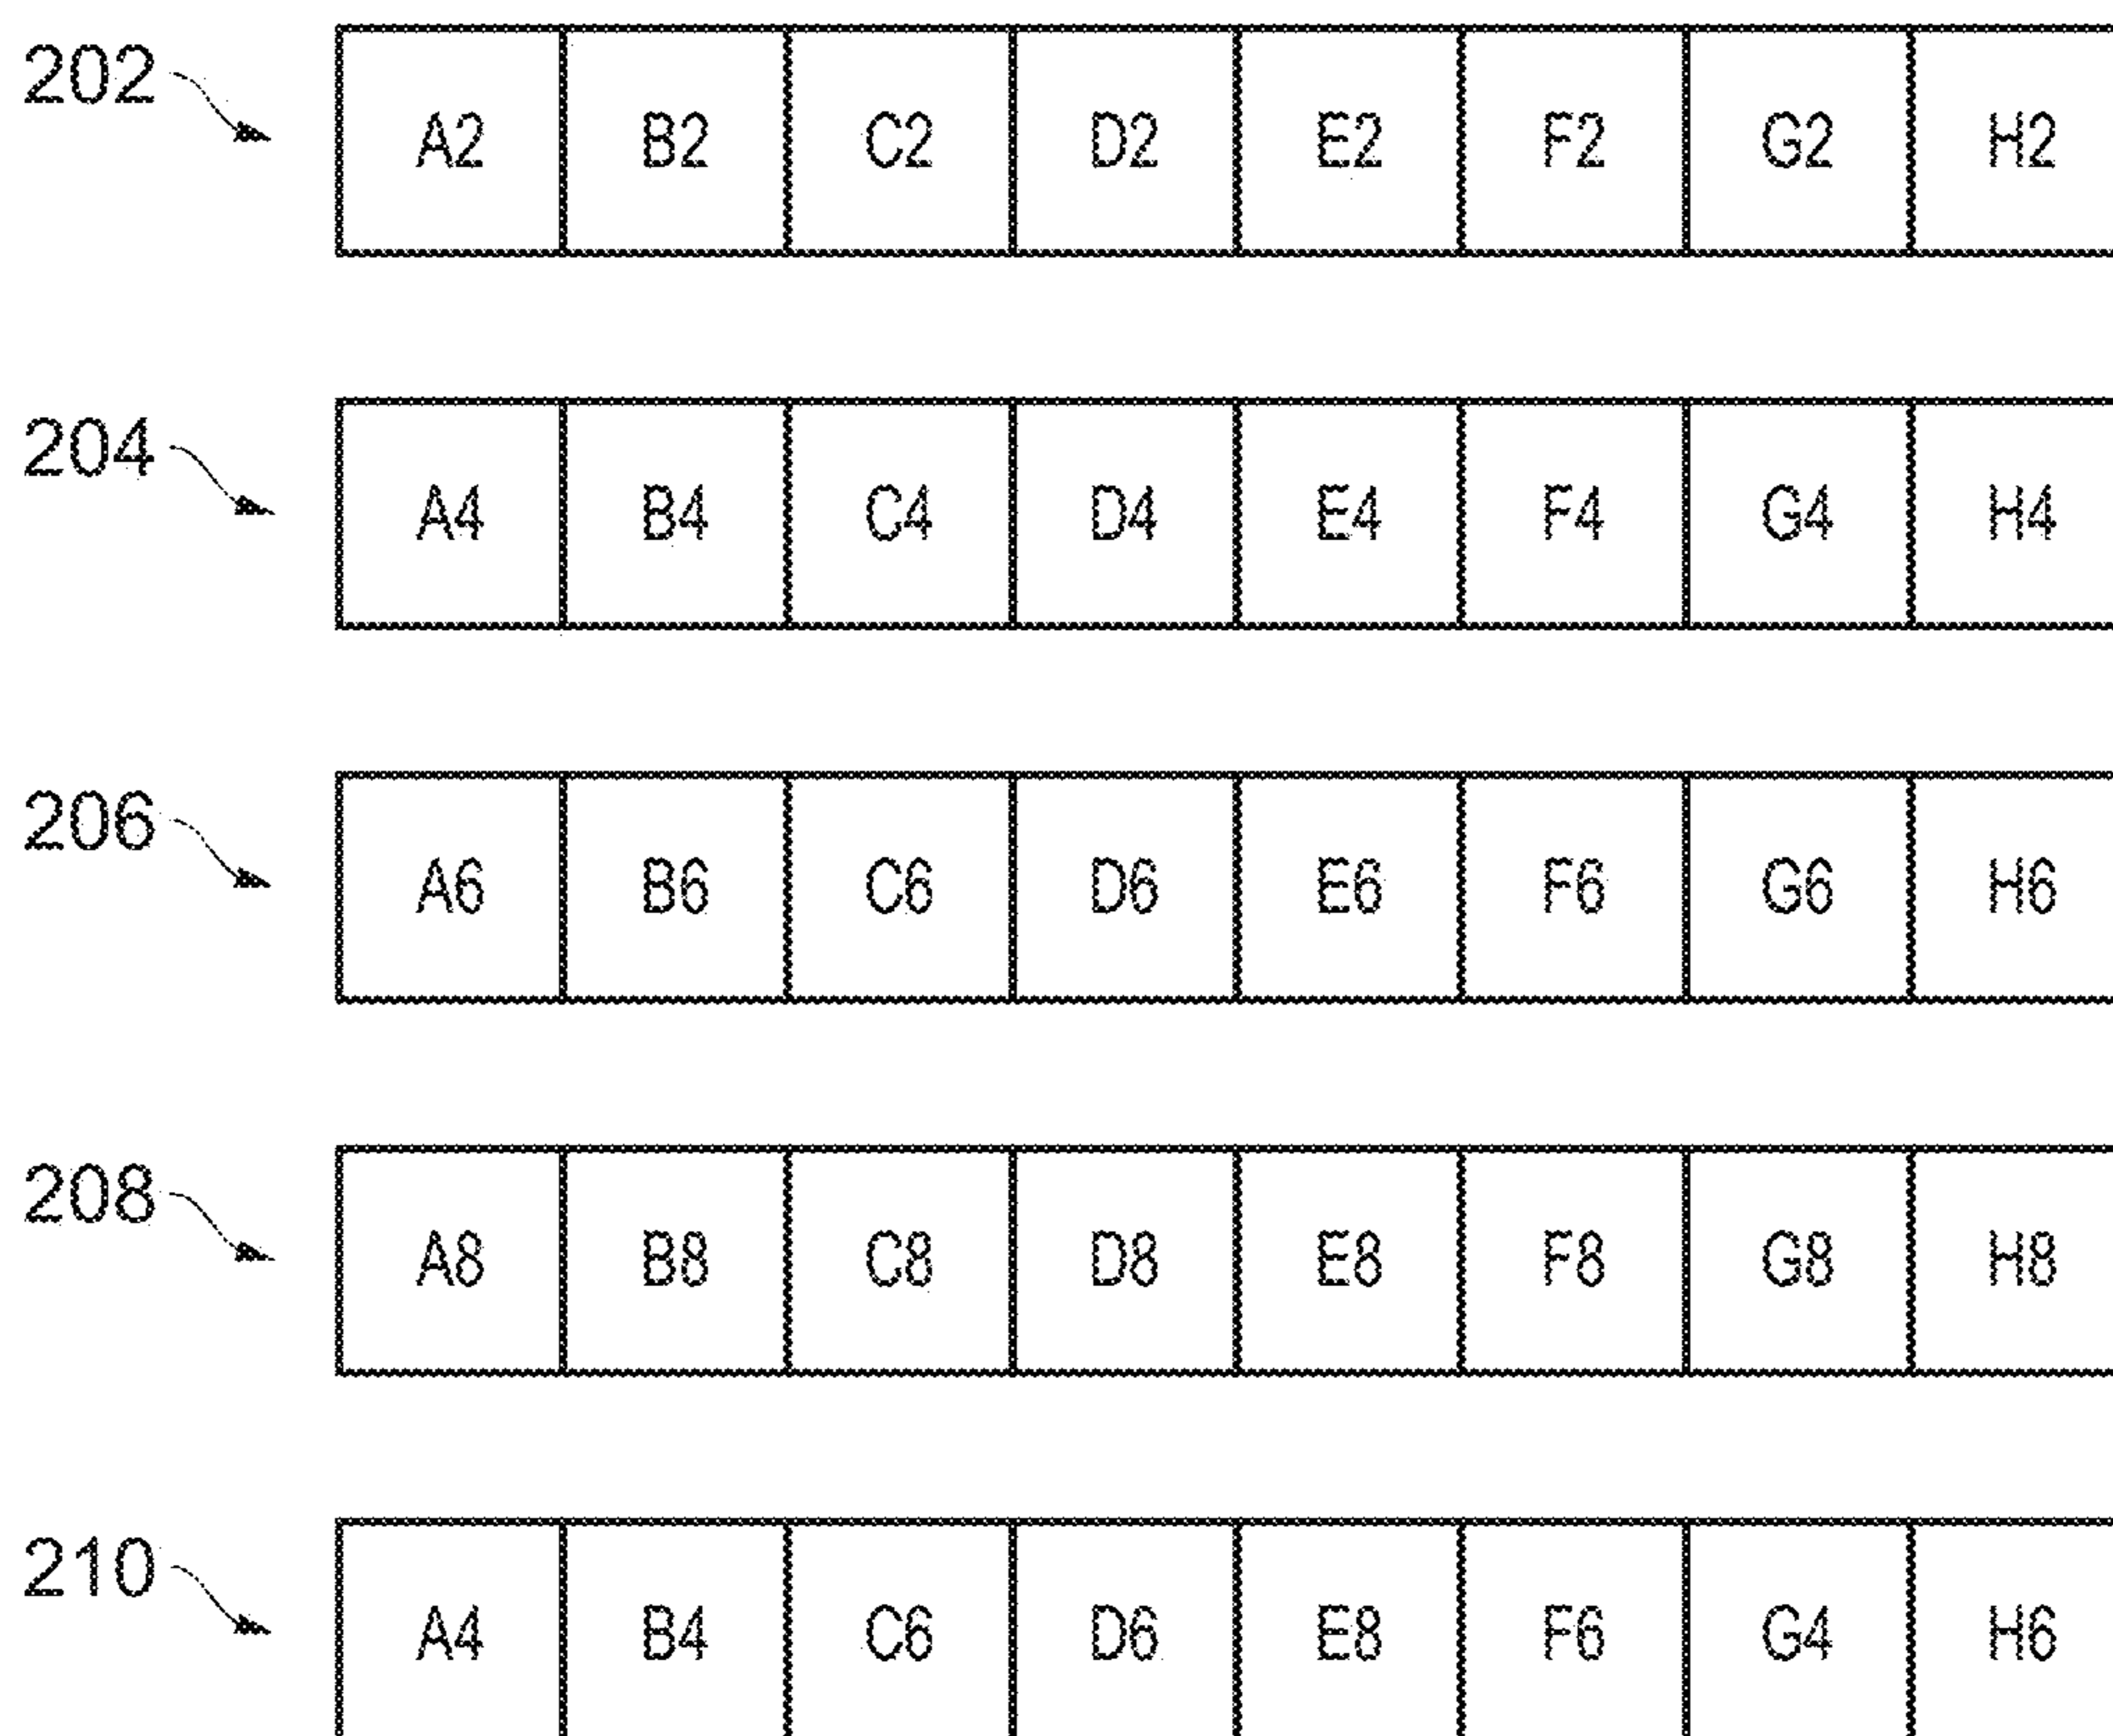 202 A2 B2 C2 D2 E2 F2 G2 H2
204 A4 B4 C4 D4 E4 F4 G4 H4
206 A6 B6 C6 D6 E6 F6 G6 H6
208 A8 B8 C8 D8 E8 F8 G8 H8
210 A4 B4 C6 D6 E8 F6 G4 H6